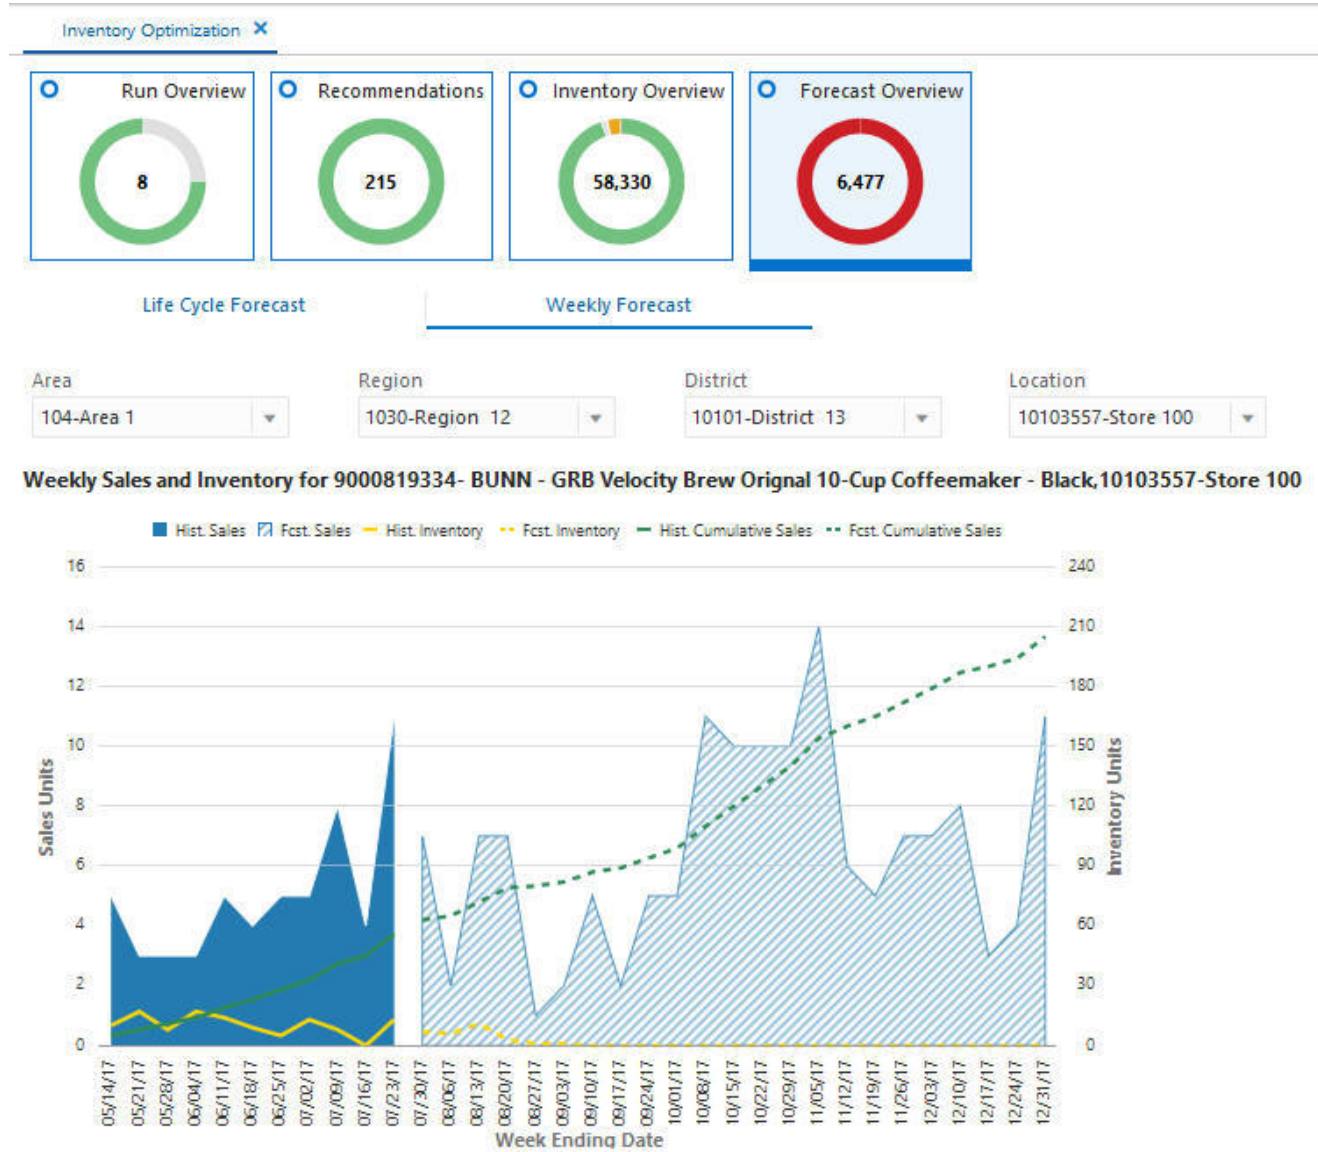 Inventory Optimization ✕
Run Overview
8
Recommendations
215
Inventory Overview
58,330
Forecast Overview
6,477
Life Cycle Forecast
Weekly Forecast
Area
104-Area 1
Region
1030-Region 12
District
10101-District 13
Location
10103557-Store 100
Weekly Sales and Inventory for 9000819334- BUNN - GRB Velocity Brew Orignal 10-Cup Coffeemaker - Black,10103557-Store 100
Hist. Sales Fcst. Sales Hist. Inventory Fcst. Inventory Hist. Cumulative Sales Fcst. Cumulative Sales
Sales Units
16
14
12
10
8
6
4
2
0
240
210
180
150
120
90
60
30
0
Inventory Units
05/14/17
05/21/17
05/28/17
06/04/17
06/11/17
06/18/17
06/25/17
07/02/17
07/09/17
07/16/17
07/23/17
07/30/17
08/06/17
08/13/17
08/20/17
08/27/17
09/03/17
09/10/17
09/17/17
09/24/17
10/01/17
10/08/17
10/15/17
10/22/17
10/29/17
11/05/17
11/12/17
11/19/17
11/26/17
12/03/17
12/10/17
12/17/17
12/24/17
12/31/17
Week Ending Date